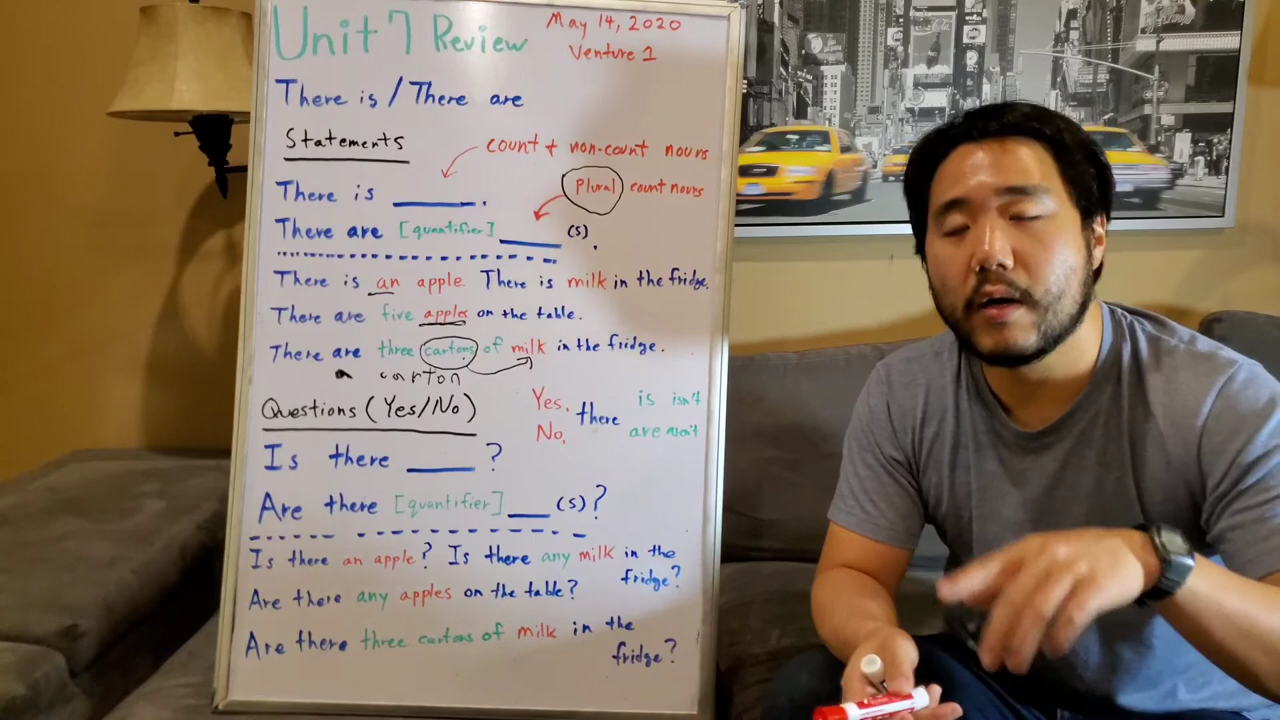 Unit 7 Review
May 14, 2020
Venture 1
There is / There are
Statements
count + non-count nouns
There is ____.
Plural count nouns
There are [quantifier] ____ (s).
There is an apple. There is milk in the fridge.
There are five apples on the table.
There are three cartons of milk in the fridge.
a carton
Questions (Yes/No)
Yes, there is isn't
No, are aren't
Is there ____ ?
Are there [quantifier] ___ (s)?
Is there an apple? Is there any milk in the
fridge?
Are there any apples on the table?
Are there three cartons of milk in the
fridge?